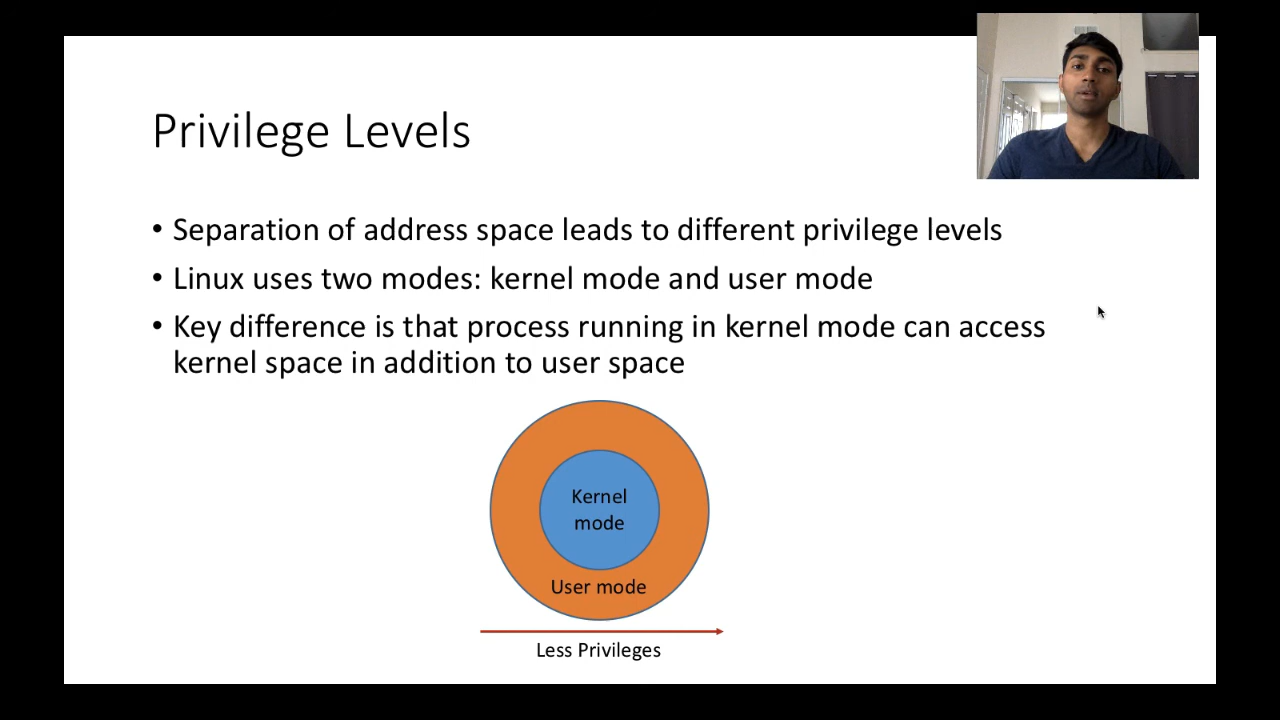 Privilege Levels
• Separation of address space leads to different privilege levels
• Linux uses two modes: kernel mode and user mode
• Key difference is that process running in kernel mode can access
kernel space in addition to user space
Kernel
mode
User mode
Less Privileges